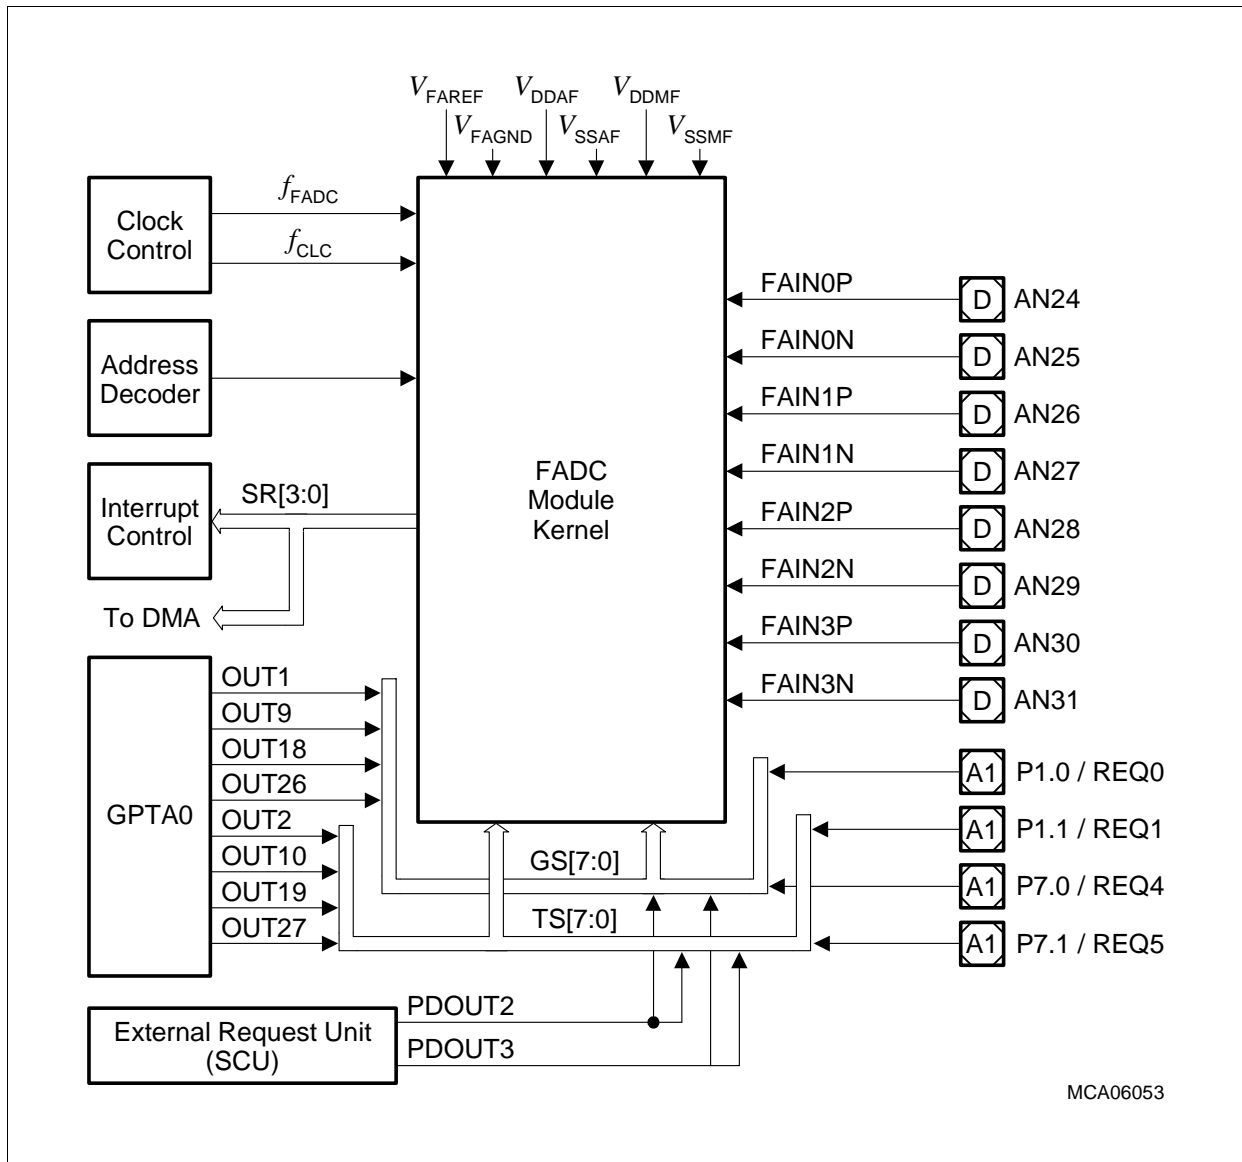 VFAREF VDDAF VDDMF
VFAGND VSSAF VSSMF
Clock
Control
fFADC
fCLC
Address
Decoder
Interrupt
Control
SR[3:0]
To DMA
FADC
Module
Kernel
FAIN0P D AN24
FAIN0N D AN25
FAIN1P D AN26
FAIN1N D AN27
FAIN2P D AN28
FAIN2N D AN29
FAIN3P D AN30
FAIN3N D AN31
GPTA0
OUT1
OUT9
OUT18
OUT26
OUT2
OUT10
OUT19
OUT27
GS[7:0]
TS[7:0]
A1 P1.0 / REQ0
A1 P1.1 / REQ1
A1 P7.0 / REQ4
A1 P7.1 / REQ5
External Request Unit
(SCU)
PDOUT2
PDOUT3
MCA06053